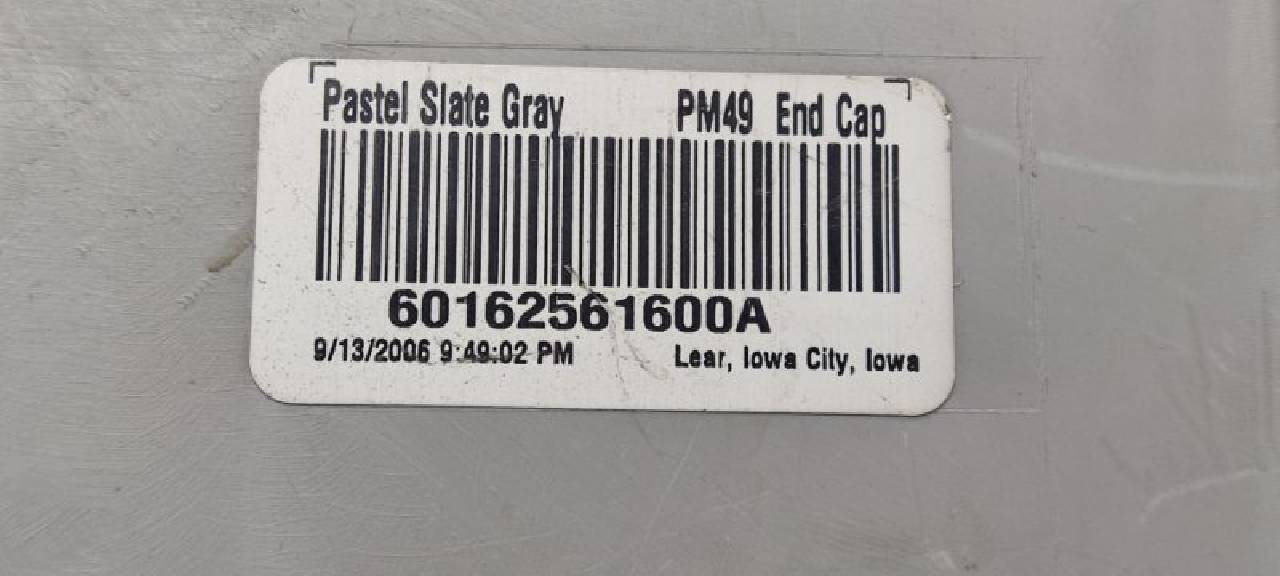 Pastel Slate Gray PM49 End Cap
60162561600A
9/13/2006 9:49:02 PM Lear, Iowa City, Iowa